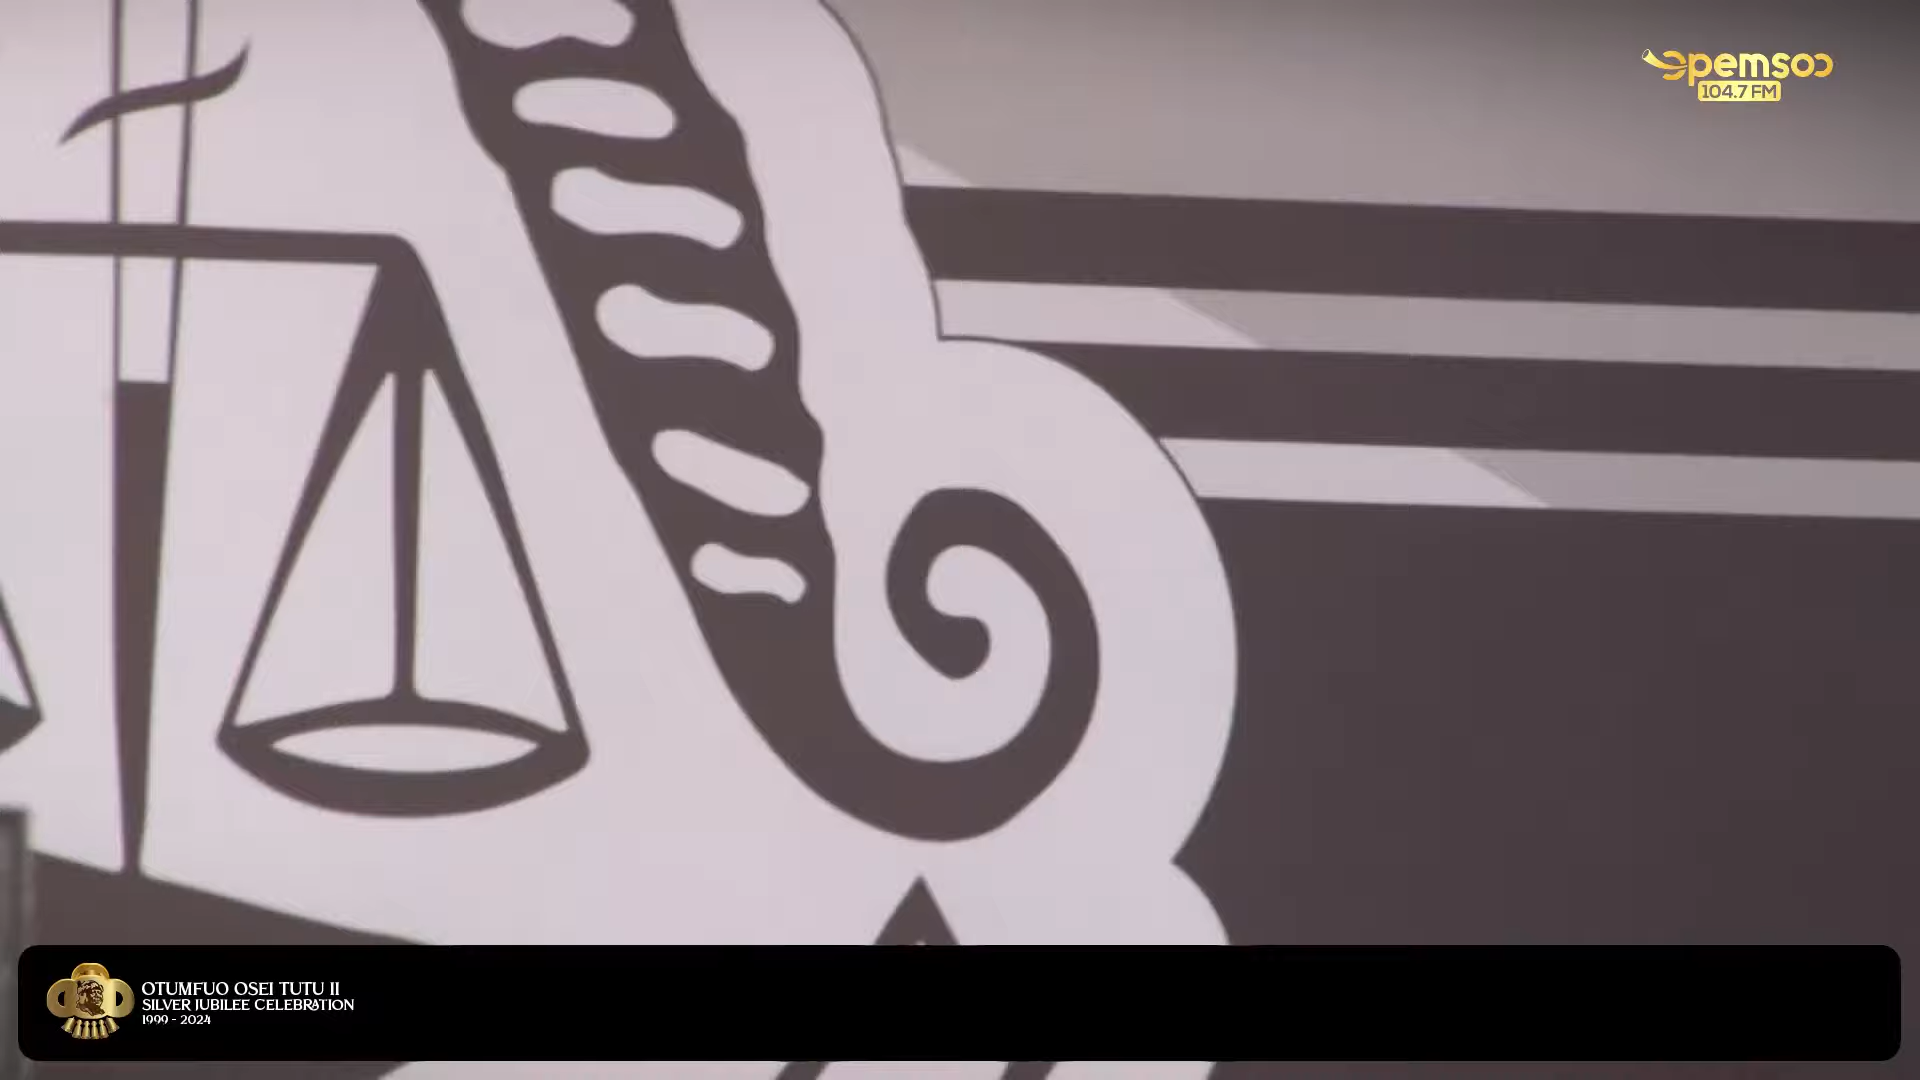 Opemsoo
104.7 FM
OTUMFUO OSEI TUTU II
SILVER JUBILEE CELEBRATION
1999 - 2024